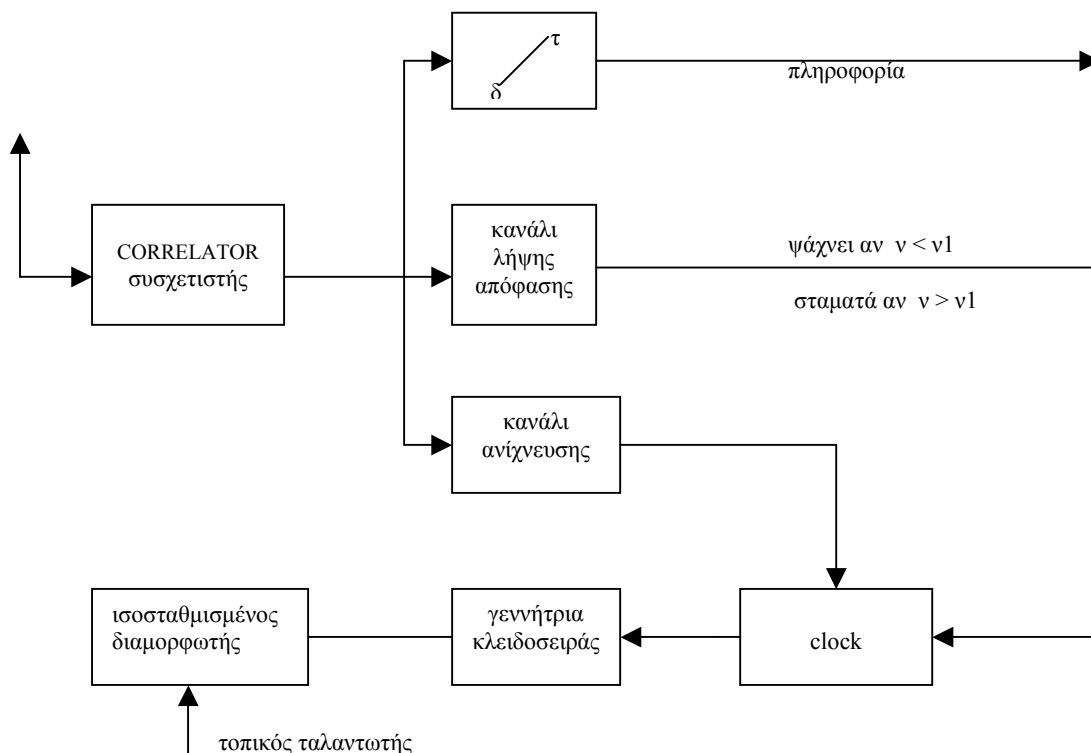 τ
δ
πληροφορία
CORRELATOR
συσχετιστής
κανάλι
λήψης
απόφασης
ψάχνει αν ν < ν1
σταματά αν ν > ν1
κανάλι
ανίχνευσης
ισοσταθμισμένος
διαμορφωτής
γεννήτρια
κλειδοσειράς
clock
τοπικός ταλαντωτής